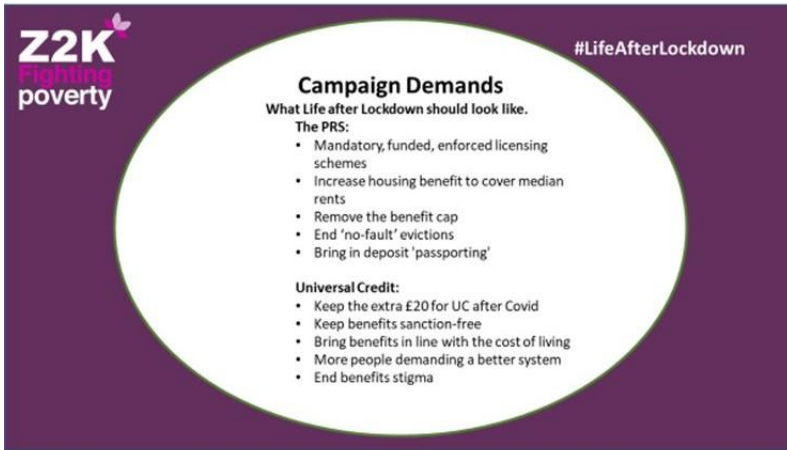 Z2K
Fighting
poverty
#LifeAfterLockdown
Campaign Demands
What Life after Lockdown should look like.
The PRS:
• Mandatory, funded, enforced licensing
schemes
• Increase housing benefit to cover median
rents
• Remove the benefit cap
• End ‘no-fault’ evictions
• Bring in deposit 'passporting'
Universal Credit:
• Keep the extra £20 for UC after Covid
• Keep benefits sanction-free
• Bring benefits in line with the cost of living
• More people demanding a better system
• End benefits stigma